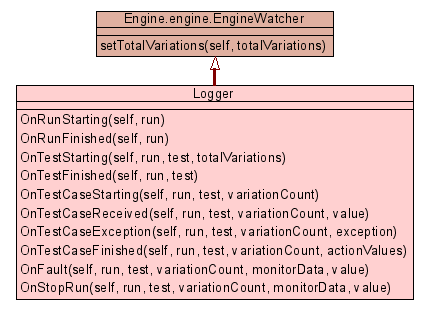 Engine.engine.EngineWatcher
setTotalVariations(self, totalVariations)
Logger
OnRunStarting(self, run)
OnRunFinished(self, run)
OnTestStarting(self, run, test, totalVariations)
OnTestFinished(self, run, test)
OnTestCaseStarting(self, run, test, variationCount)
OnTestCaseReceived(self, run, test, variationCount, value)
OnTestCaseException(self, run, test, variationCount, exception)
OnTestCaseFinished(self, run, test, variationCount, actionValues)
OnFault(self, run, test, variationCount, monitorData, value)
OnStopRun(self, run, test, variationCount, monitorData, value)